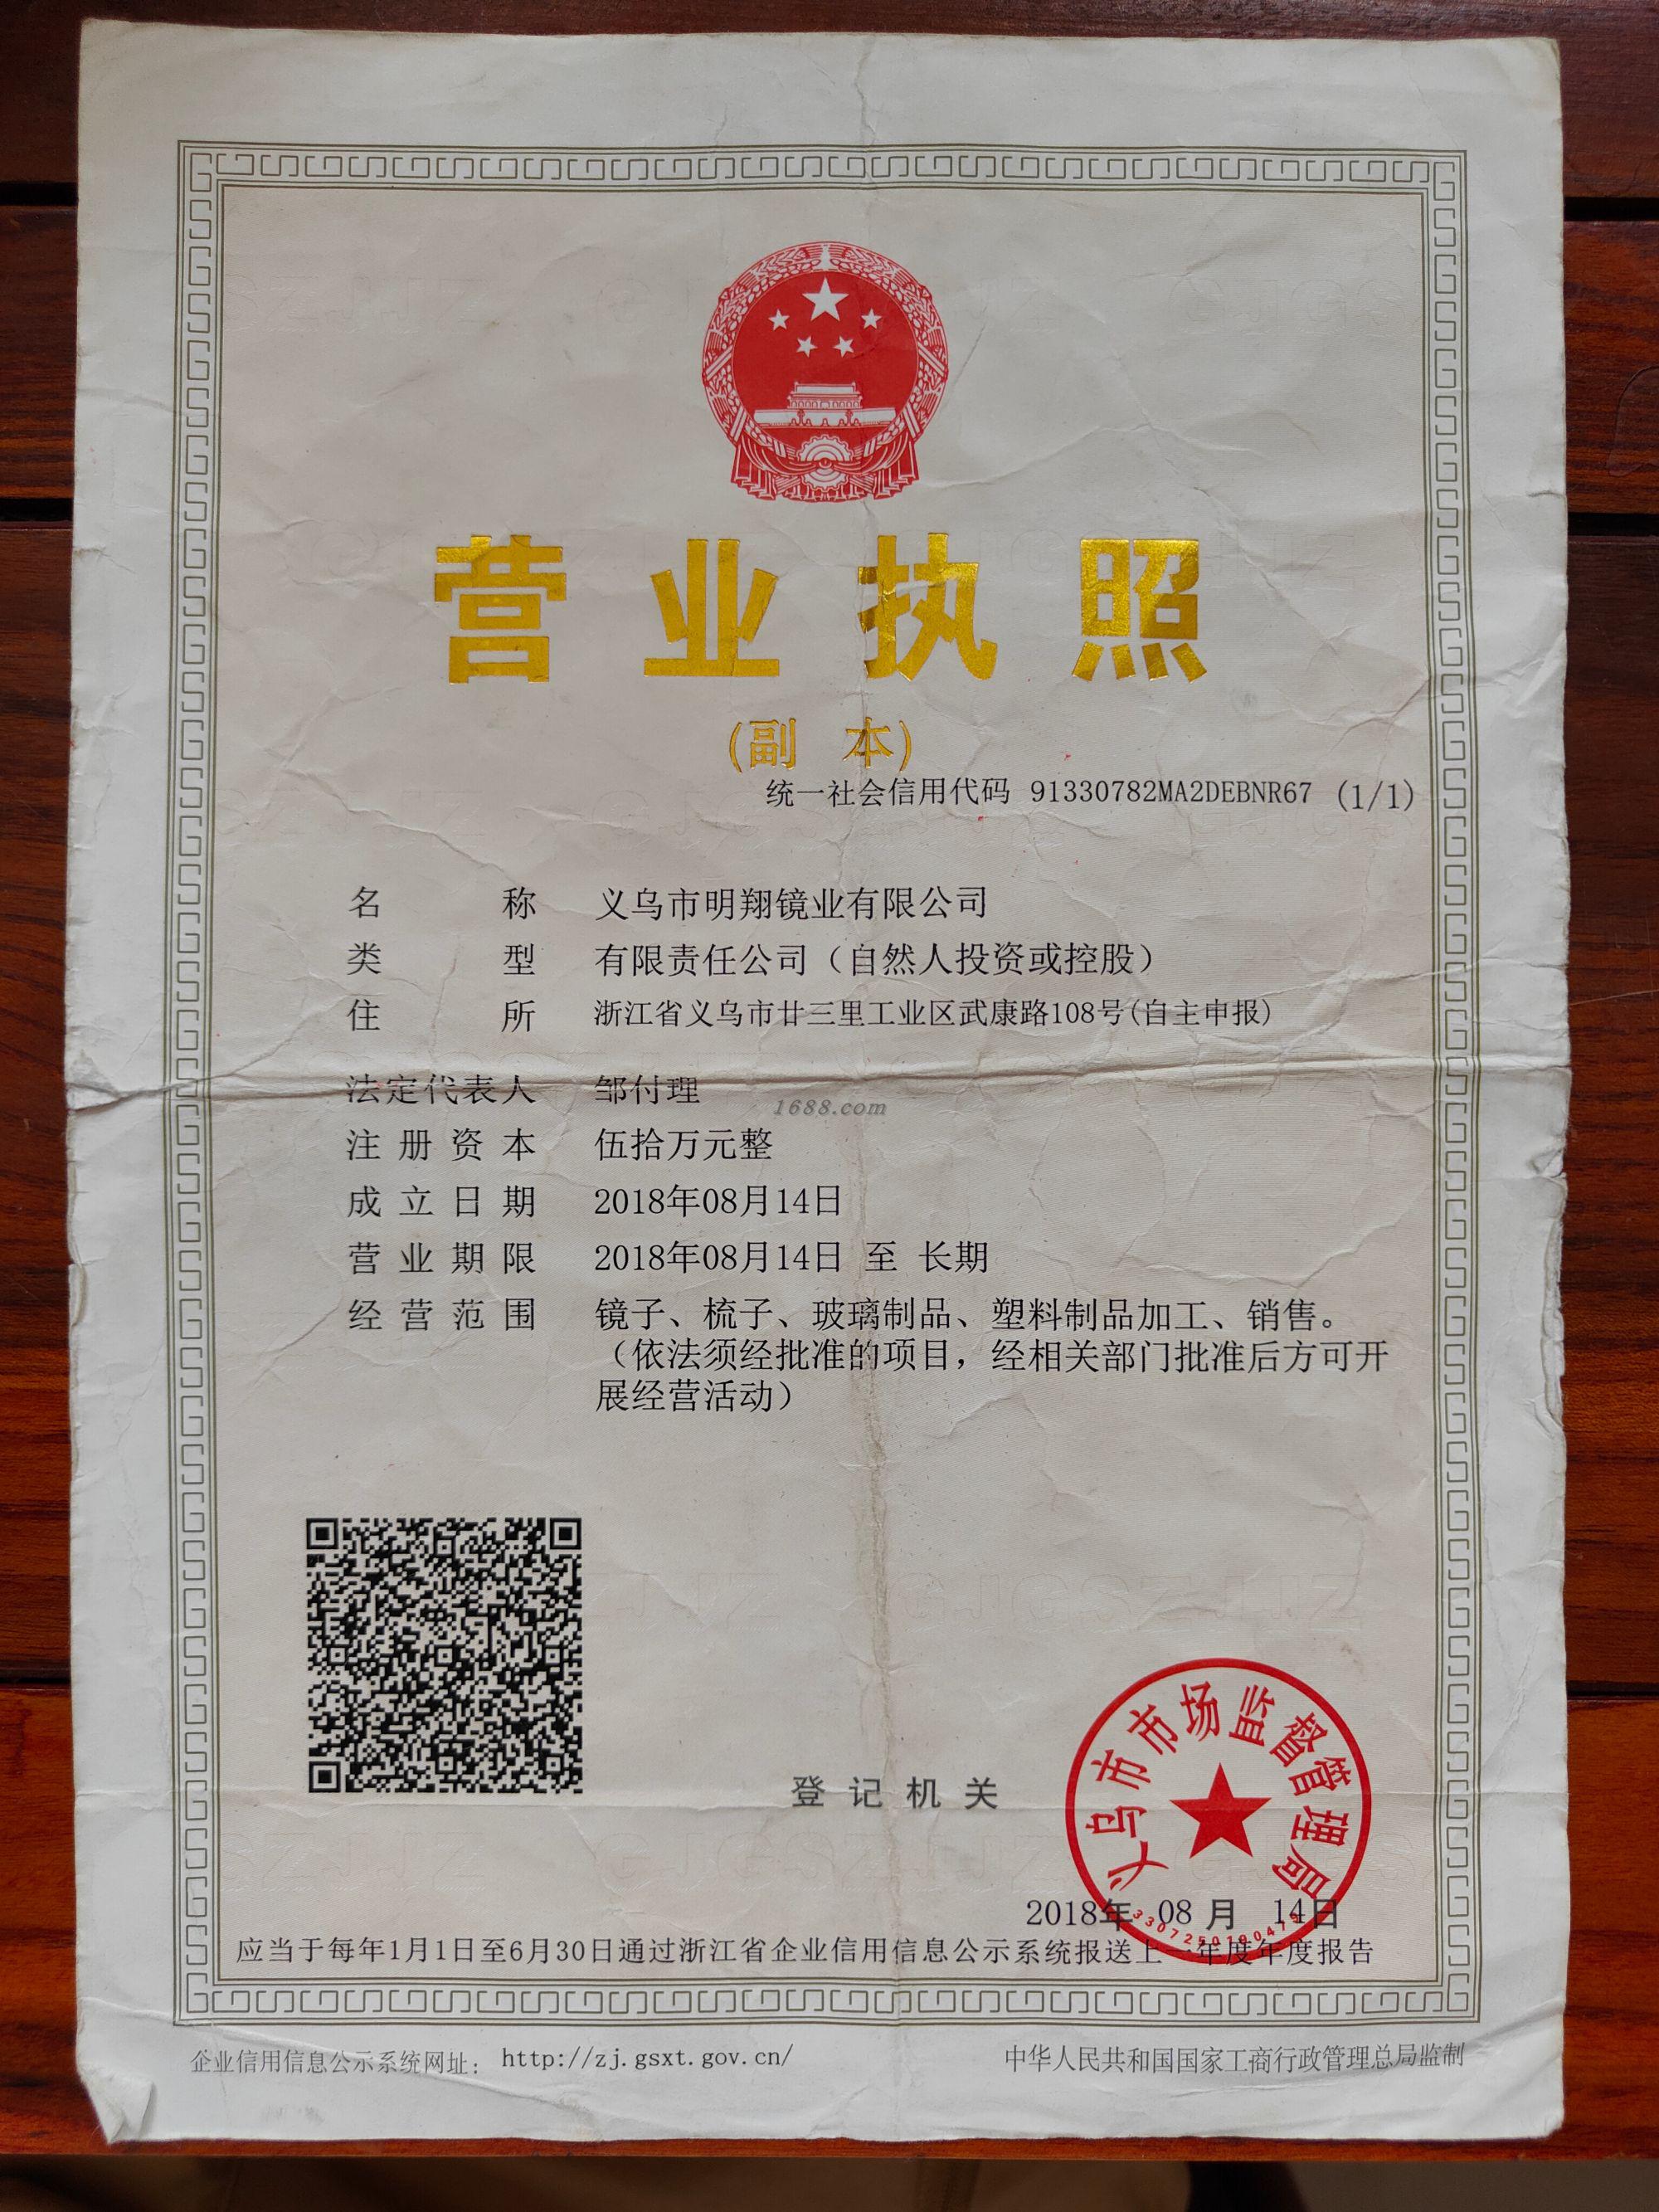 营业执照
(副 本)
统一社会信用代码 91330782MA2DEBNR67 (1/1)
名称 义乌市明翔镜业有限公司
类型 有限责任公司（自然人投资或控股）
住所 浙江省义乌市廿三里工业区武康路108号(自主申报)
法定代表人 邹付理
1688.com
注册资本 伍拾万元整
成立日期 2018年08月14日
营业期限 2018年08月14日 至 长期
经营范围 镜子、梳子、玻璃制品、塑料制品加工、销售。
（依法须经批准的项目，经相关部门批准后方可开
展经营活动）
登记机关
义乌市市场监督管理局
2018年 08 月 14日
应当于每年1月1日至6月30日通过浙江省企业信用信息公示系统报送上一年度年度报告
企业信用信息公示系统网址： http://zj.gsxt.gov.cn/
中华人民共和国国家工商行政管理总局监制